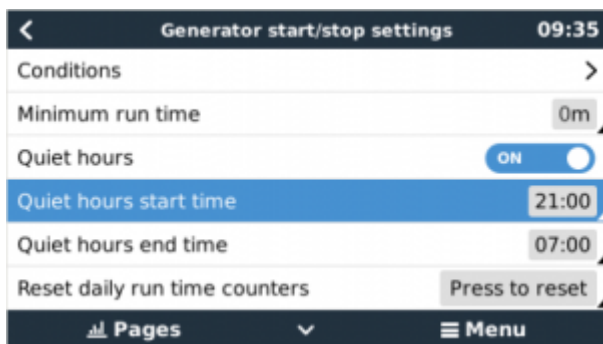 Generator start/stop settings 09:35
Conditions
Minimum run time 0m
Quiet hours ON
Quiet hours start time 21:00
Quiet hours end time 07:00
Reset daily run time counters Press to reset
Pages Menu